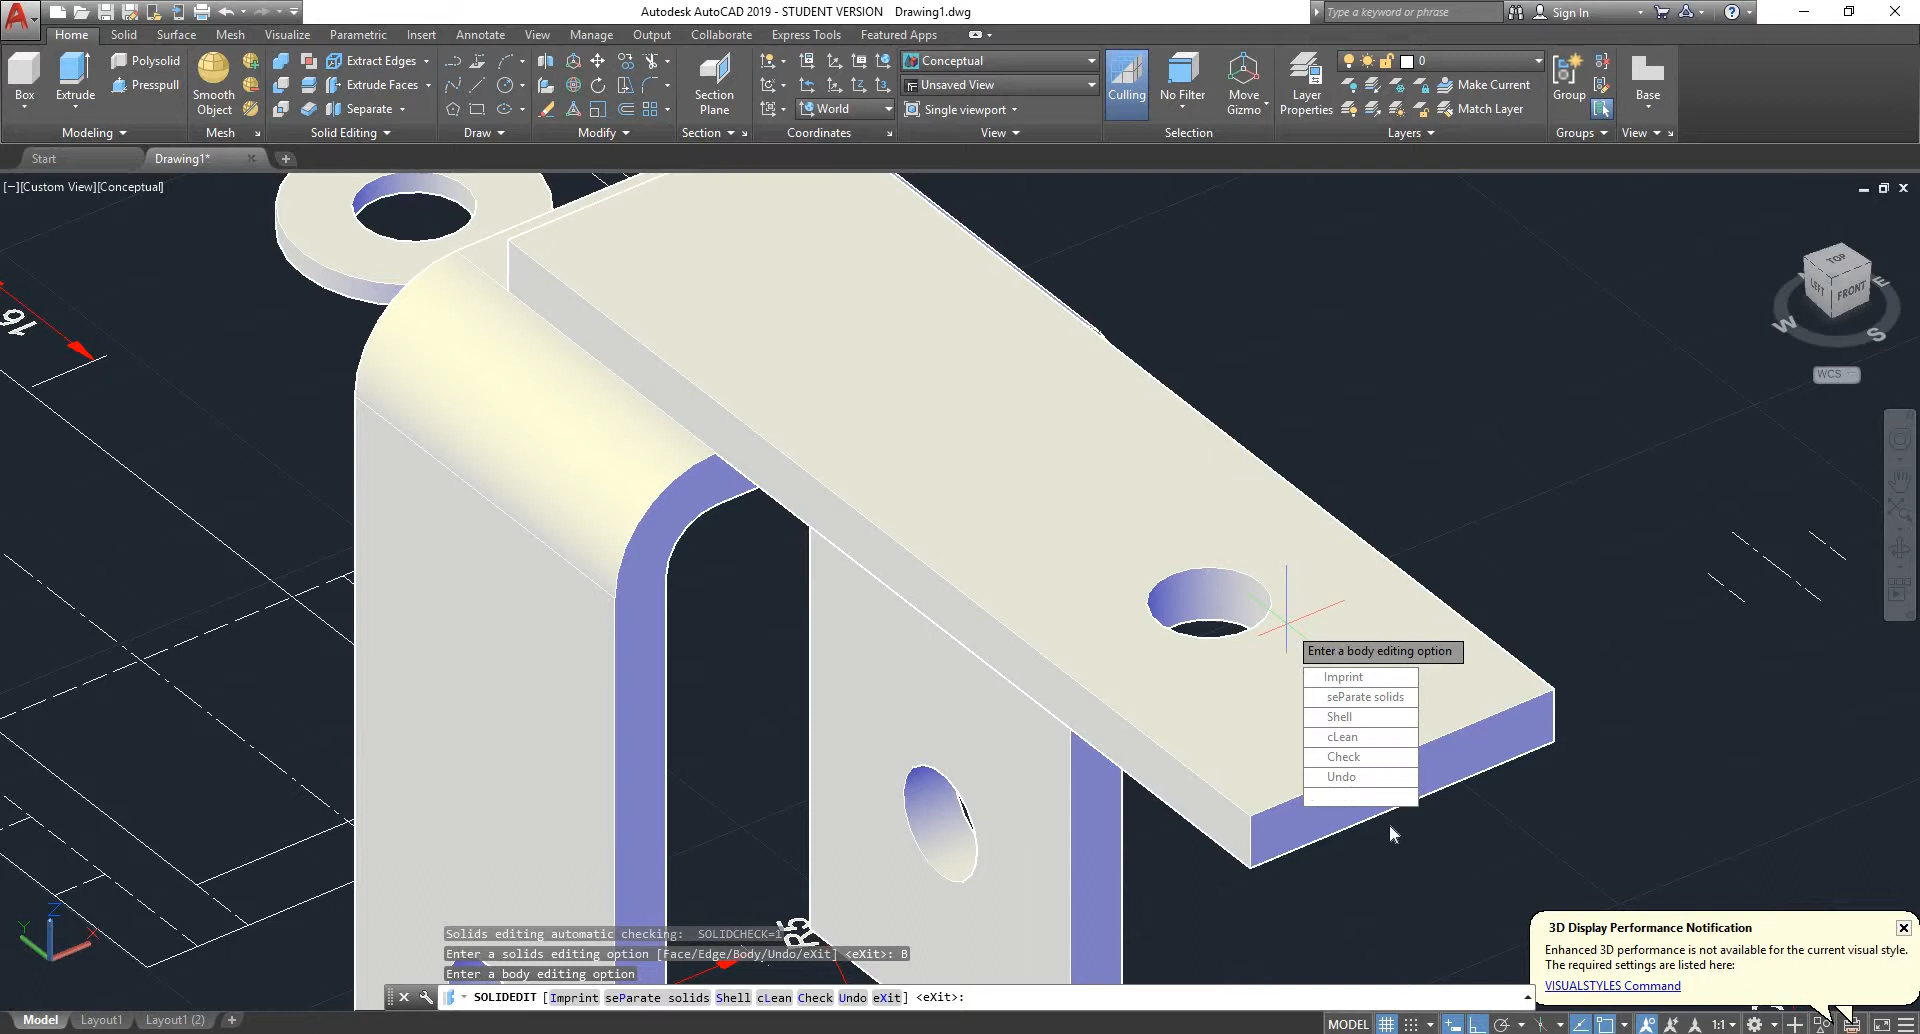 Autodesk AutoCAD 2019 - STUDENT VERSION Drawing1.dwg
Type a keyword or phrase
Sign In
Home Solid Surface Mesh Visualize Parametric Insert Annotate View Manage Output Collaborate Express Tools Featured Apps
Box
Extrude
Polysolid
Presspull
Smooth
Object
Extract Edges
Extrude Faces
Separate
Section
Plane
World
Conceptual
Unsaved View
Single viewport
Culling
No Filter
Move
Gizmo
Layer
Properties
0
Make Current
Match Layer
Group
Base
Modeling Mesh Solid Editing Draw Modify Section Coordinates View Selection Layers Groups View
Start Drawing1*
[−][Custom View][Conceptual]
TOP
LEFT
FRONT
W
S
E
WCS
16
Enter a body editing option
Imprint
seParate solids
Shell
cLean
Check
Undo
R5
Z
Y
X
Solids editing automatic checking: SOLIDCHECK=1
Enter a solids editing option [Face/Edge/Body/Undo/eXit] <eXit>: B
Enter a body editing option
SOLIDEDIT [Imprint seParate solids Shell cLean Check Undo eXit] <eXit>:
3D Display Performance Notification
Enhanced 3D performance is not available for the current visual style.
The required settings are listed here:
VISUALSTYLES Command
Model Layout1 Layout1 (2)
MODEL
1:1